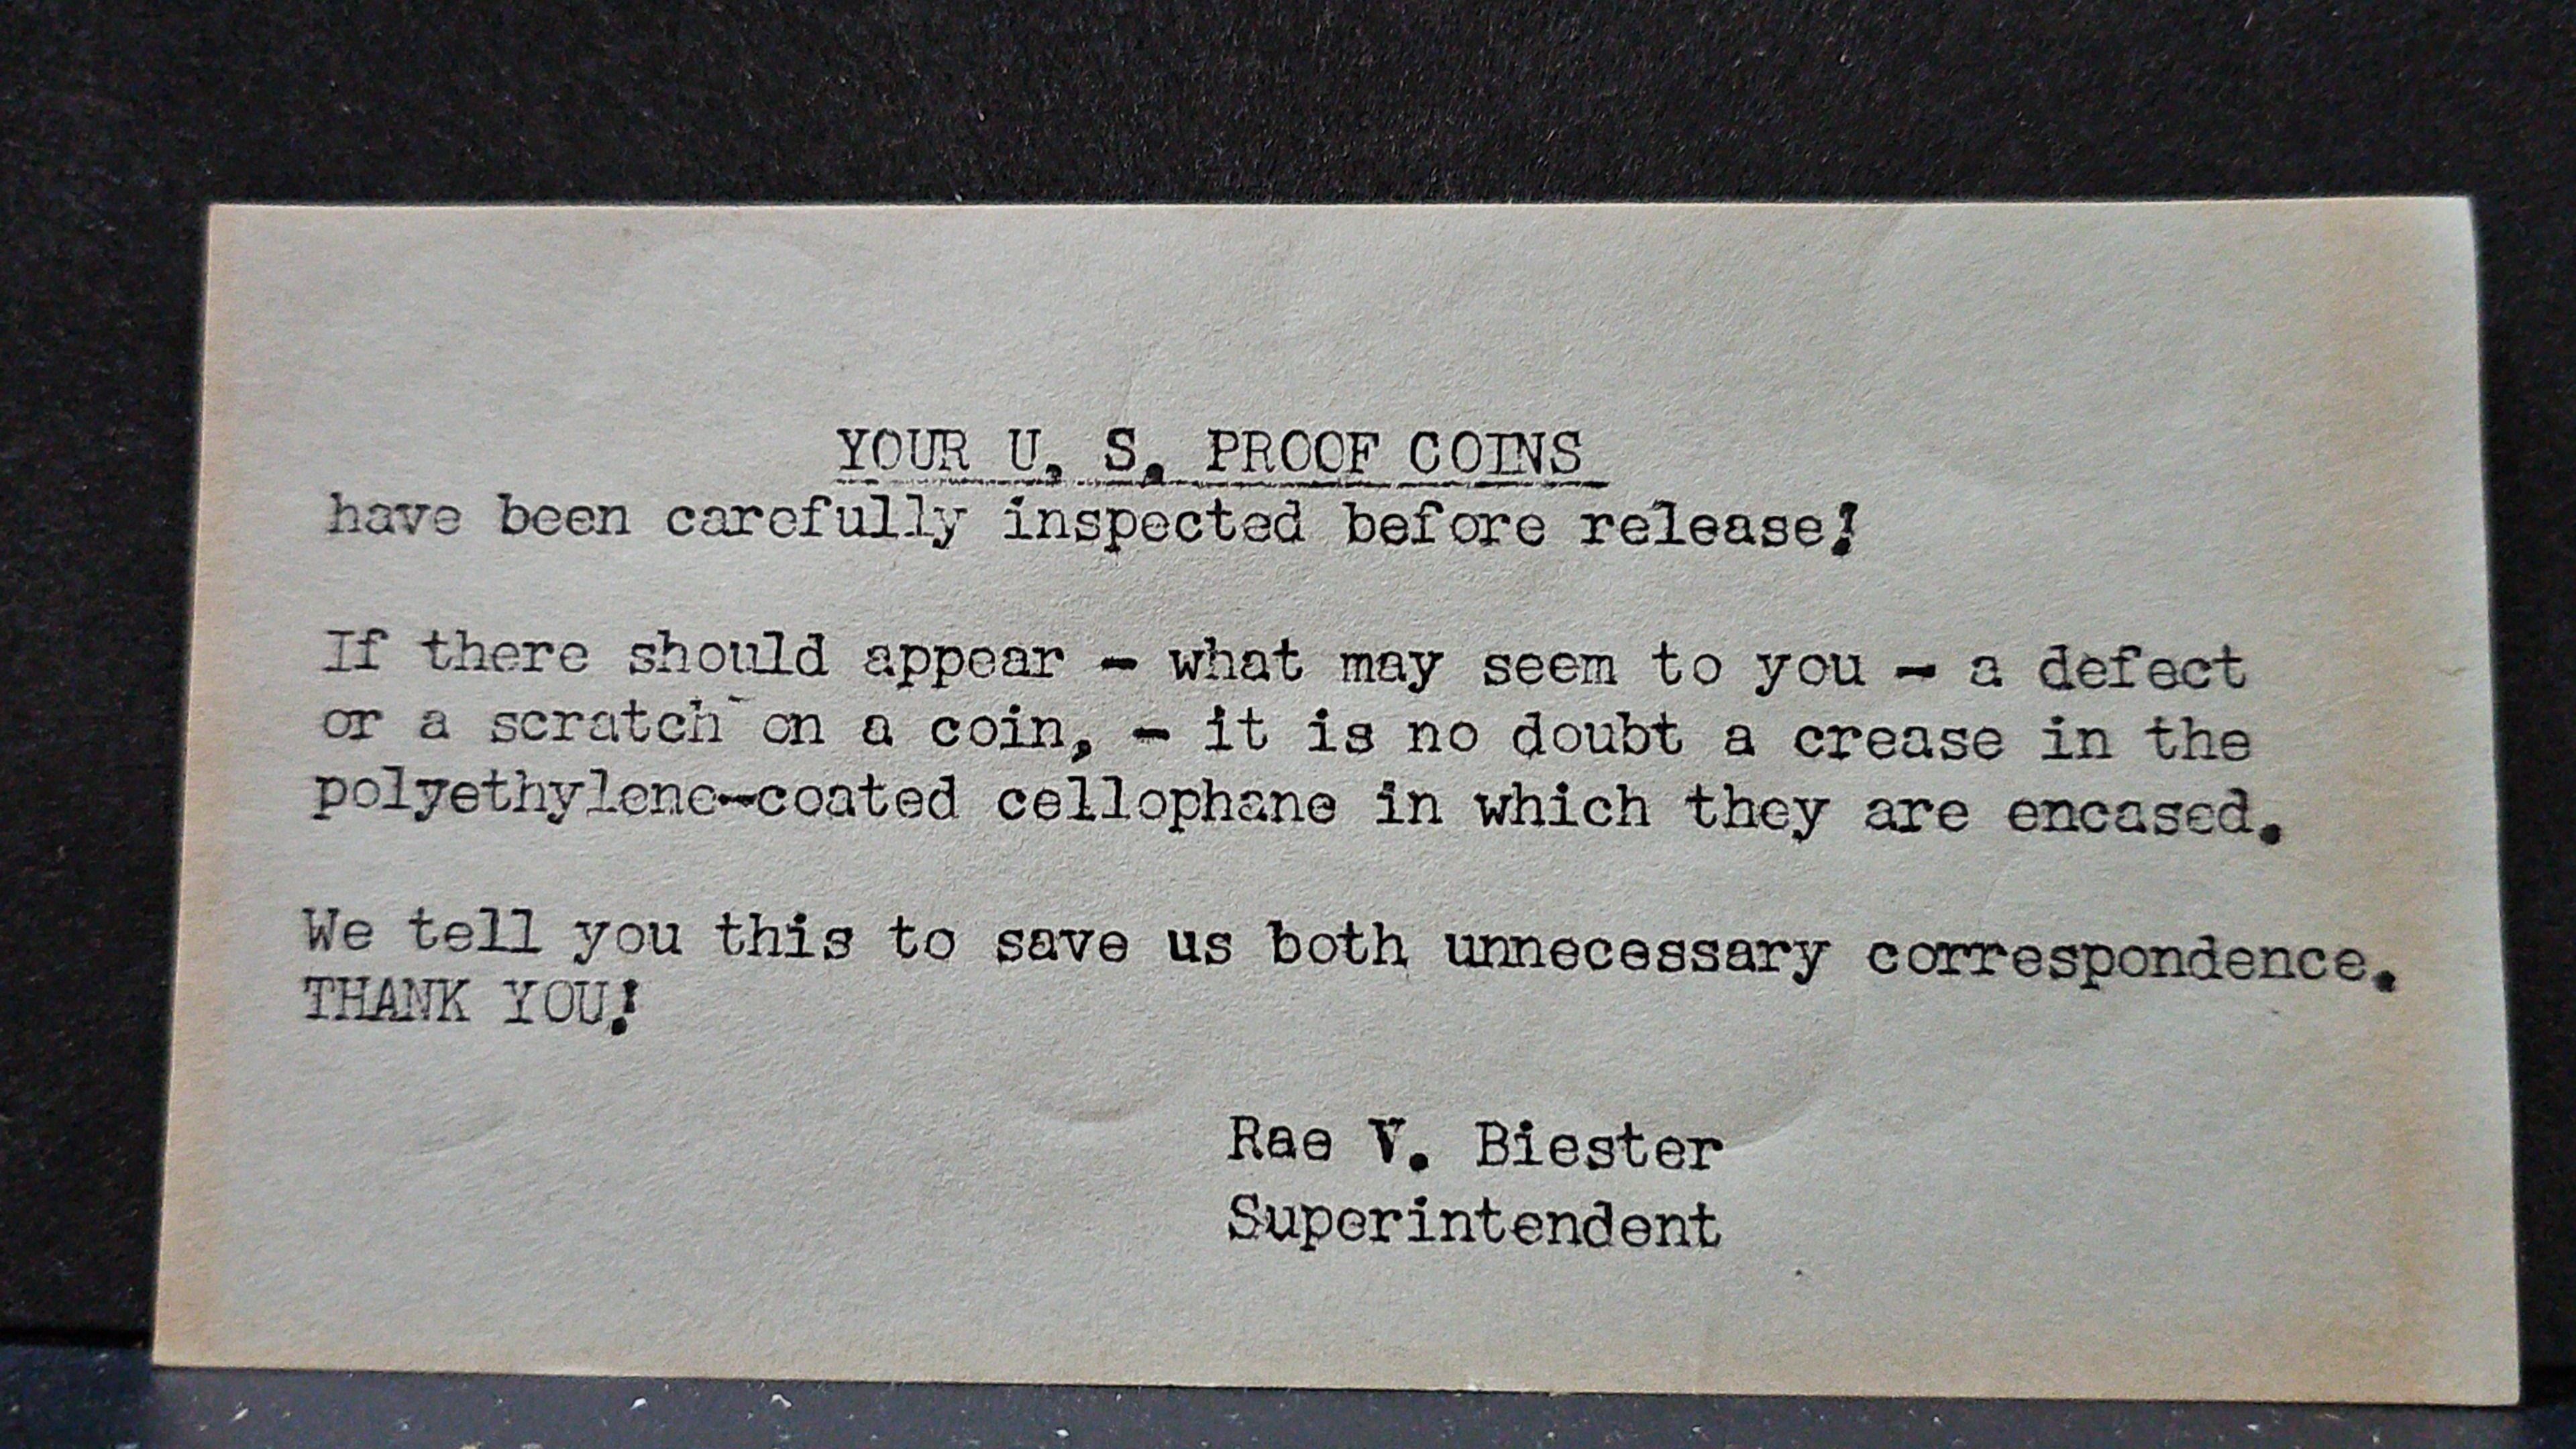 YOUR U. S. PROOF COINS
have been carefully inspected before release!
If there should appear - what may seem to you - a defect
or a scratch on a coin, - it is no doubt a crease in the
polyethylene-coated cellophane in which they are encased.
We tell you this to save us both unnecessary correspondence.
THANK YOU!
Rae V. Biester
Superintendent